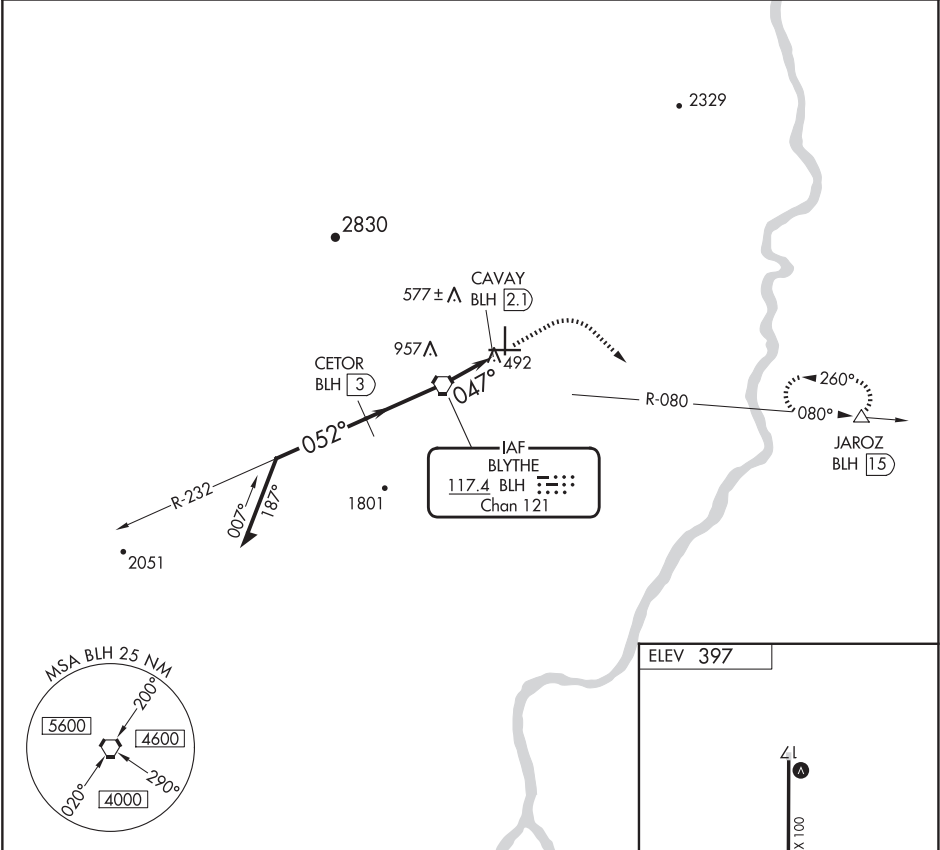 2329
2830
CAVAY
577 ± BLH 2.1
957
492
CETOR
BLH 3
047°
052°
R-080
260°
080°
JAROZ
BLH 15
IAF
BLYTHE
117.4 BLH
Chan 121
R-232
007°
187°
1801
2051
MSA BLH 25 NM
200°
5600
4600
290°
020°
4000
ELEV 397
17
V
X 100